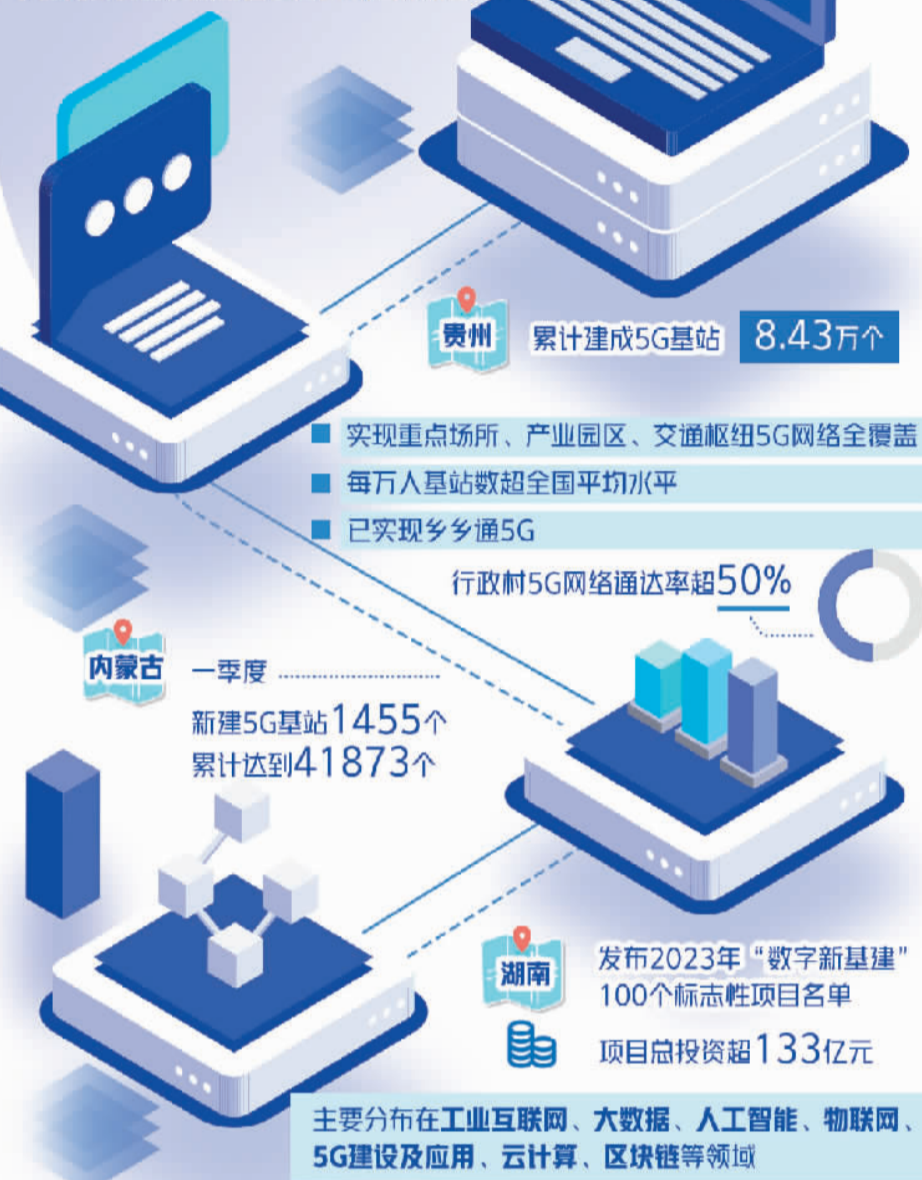 贵州
累计建成5G基站 8.43万个
实现重点场所、产业园区、交通枢纽5G网络全覆盖
每万人基站数超全国平均水平
已实现乡乡通5G
行政村5G网络通达率超50%
内蒙古
一季度
新建5G基站1455个
累计达到41873个
湖南
发布2023年“数字新基建”
100个标志性项目名单
项目总投资超133亿元
主要分布在工业互联网、大数据、人工智能、物联网、
5G建设及应用、云计算、区块链等领域